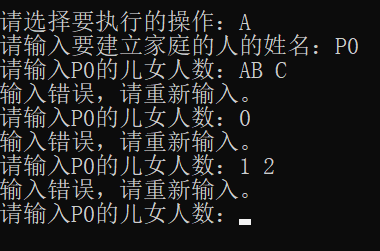 请选择要执行的操作：A
请输入要建立家庭的人的姓名：P0
请输入P0的儿女人数：AB C
输入错误，请重新输入。
请输入P0的儿女人数：0
输入错误，请重新输入。
请输入P0的儿女人数：1 2
输入错误，请重新输入。
请输入P0的儿女人数：